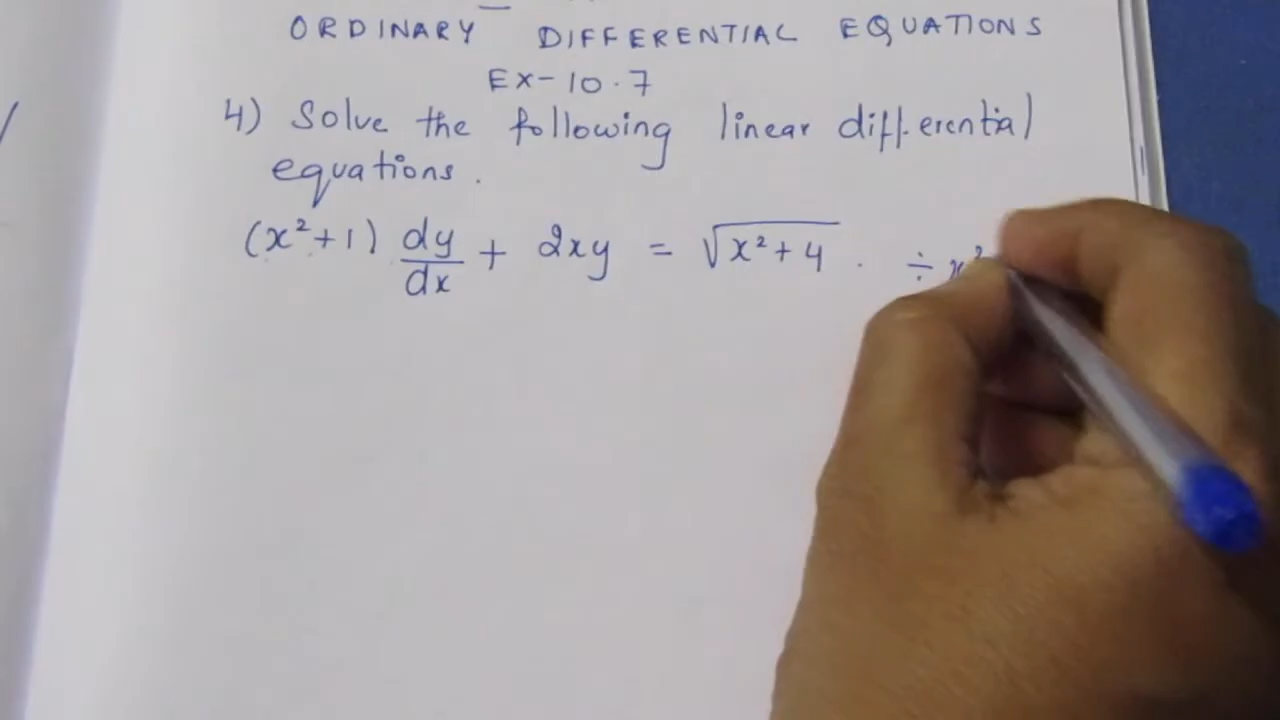 ORDINARY DIFFERENTIAL EQUATIONS
EX-10.7
4) Solve the following linear differential
equations.
(x²+1) dy/dx + 2xy = √(x²+4) . ÷ x²